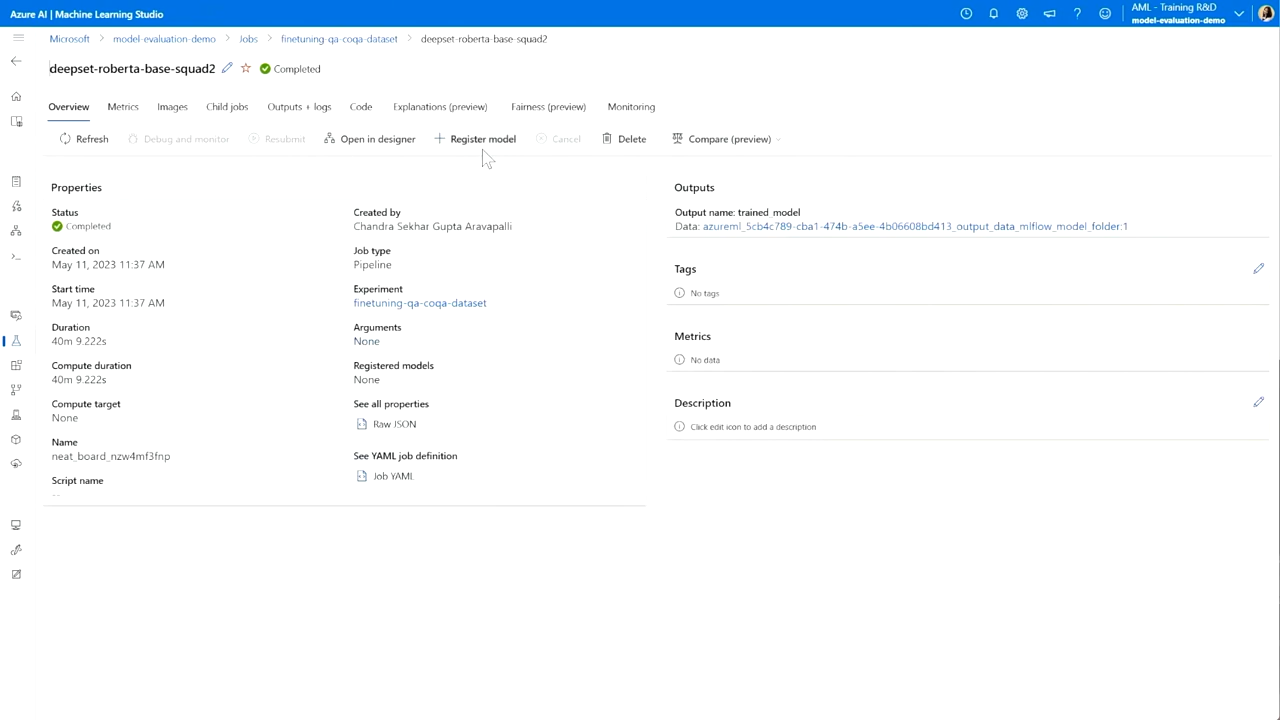 Azure AI | Machine Learning Studio
AML - Training R&D
model-evaluation-demo
Microsoft > model-evaluation-demo > Jobs > finetuning-qa-coqa-dataset > deepset-roberta-base-squad2
deepset-roberta-base-squad2 Completed
Overview Metrics Images Child jobs Outputs + logs Code Explanations (preview) Fairness (preview) Monitoring
Refresh Debug and monitor Resubmit Open in designer + Register model Cancel Delete Compare (preview)
Properties
Status
Completed
Created on
May 11, 2023 11:37 AM
Start time
May 11, 2023 11:37 AM
Duration
40m 9.222s
Compute duration
40m 9.222s
Compute target
None
Name
neat_board_nzw4mf3fnp
Script name
--
Created by
Chandra Sekhar Gupta Aravapalli
Job type
Pipeline
Experiment
finetuning-qa-coqa-dataset
Arguments
None
Registered models
None
See all properties
Raw JSON
See YAML job definition
Job YAML
Outputs
Output name: trained_model
Data: azureml_5cb4c789-cba1-474b-a5ee-4b06608bd413_output_data_mlflow_model_folder:1
Tags
No tags
Metrics
No data
Description
Click edit icon to add a description